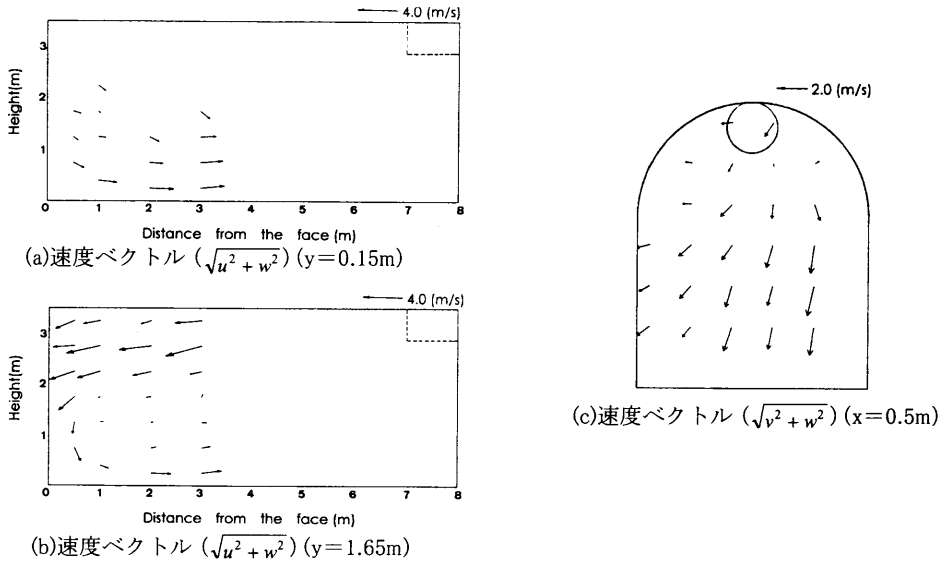 4.0 (m/s)
Height(m)
3
2
1
0 1 2 3 4 5 6 7 8
Distance from the face (m)
(a)速度ベクトル (√u² + w²) (y＝0.15m)
4.0 (m/s)
Height(m)
3
2
1
0 1 2 3 4 5 6 7 8
Distance from the face (m)
(b)速度ベクトル (√u² + w²) (y＝1.65m)
2.0 (m/s)
(c)速度ベクトル (√v² + w²) (x＝0.5m)